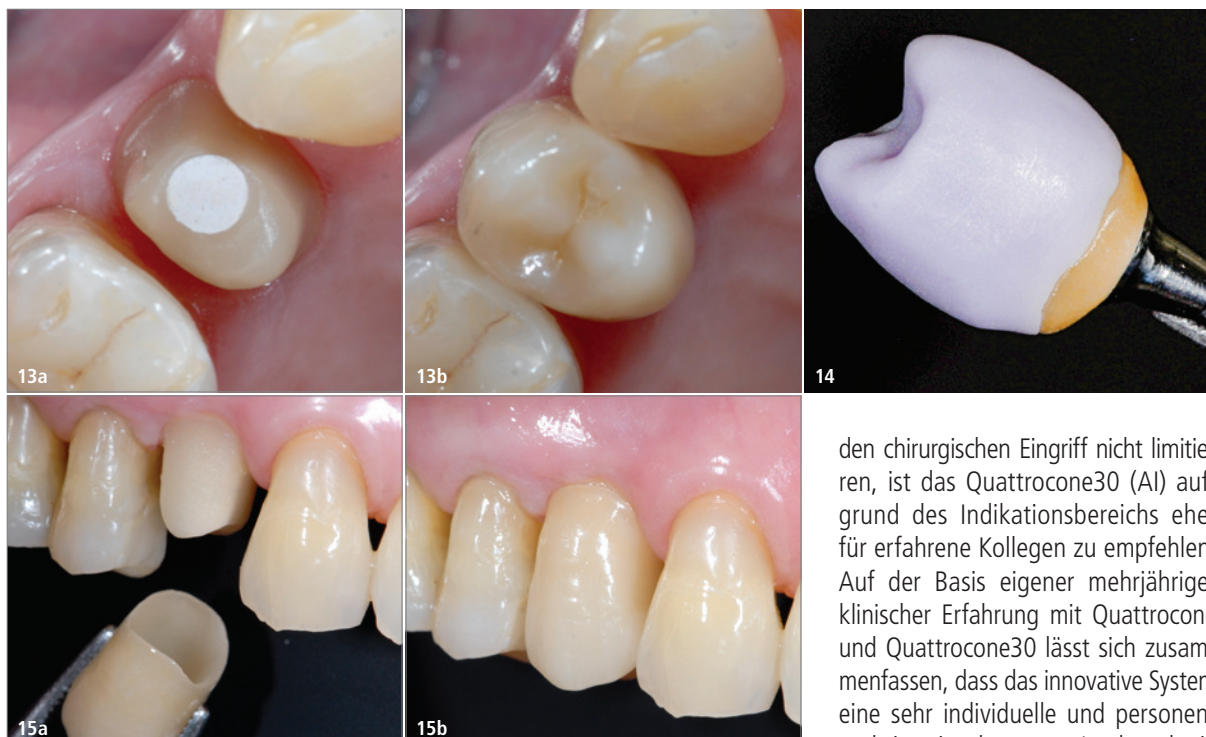 13a
13b
14
15a
15b
den chirurgischen Eingriff nicht limitie
ren, ist das Quattrocone30 (AI) auf
grund des Indikationsbereichs ehe
für erfahrene Kollegen zu empfehlen
Auf der Basis eigener mehrjährige
klinischer Erfahrung mit Quattrocon
und Quattrocone30 lässt sich zusam
menfassen, dass das innovative System
eine sehr individuelle und personen